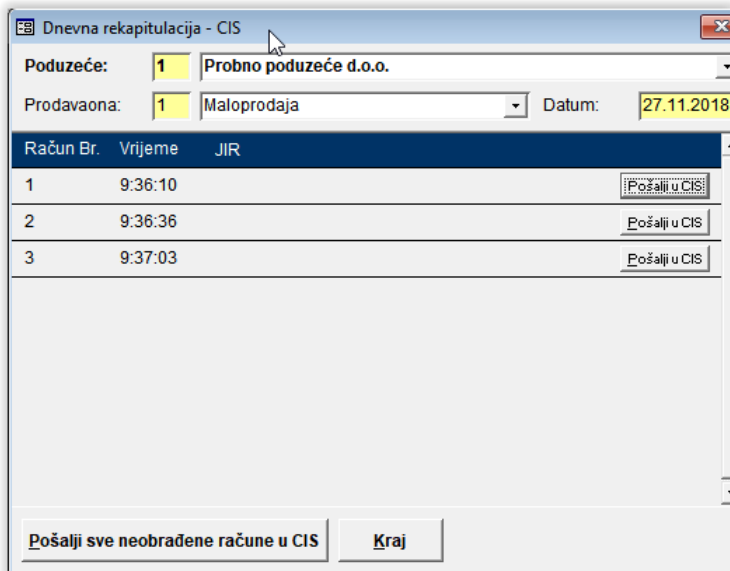 Dnevna rekapitulacija - CIS
Poduzeće: 1 Probno poduzeće d.o.o.
Prodavaona: 1 Maloprodaja Datum: 27.11.2018
Račun Br. Vrijeme JIR
1 9:36:10 Pošalji u CIS
2 9:36:36 Pošalji u CIS
3 9:37:03 Pošalji u CIS
Pošalji sve neobrađene račune u CIS Kraj